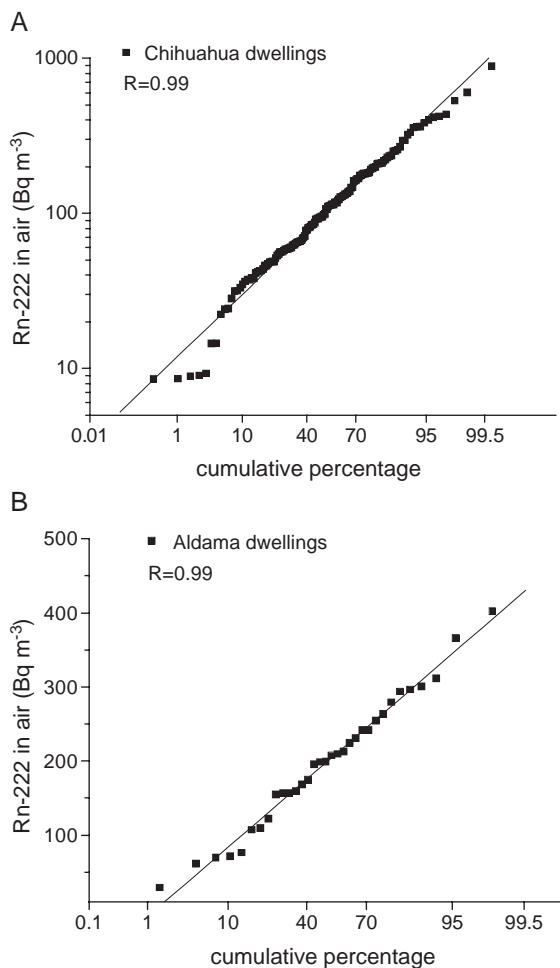 A
■ Chihuahua dwellings
R=0.99
1000
100
10
Rn-222 in air (Bq m⁻³)
0.01 1 10 40 70 95 99.5
cumulative percentage
B
■ Aldama dwellings
R=0.99
500
400
300
200
100
Rn-222 in air (Bq m⁻³)
0.1 1 10 40 70 95 99.5
cumulative percentage